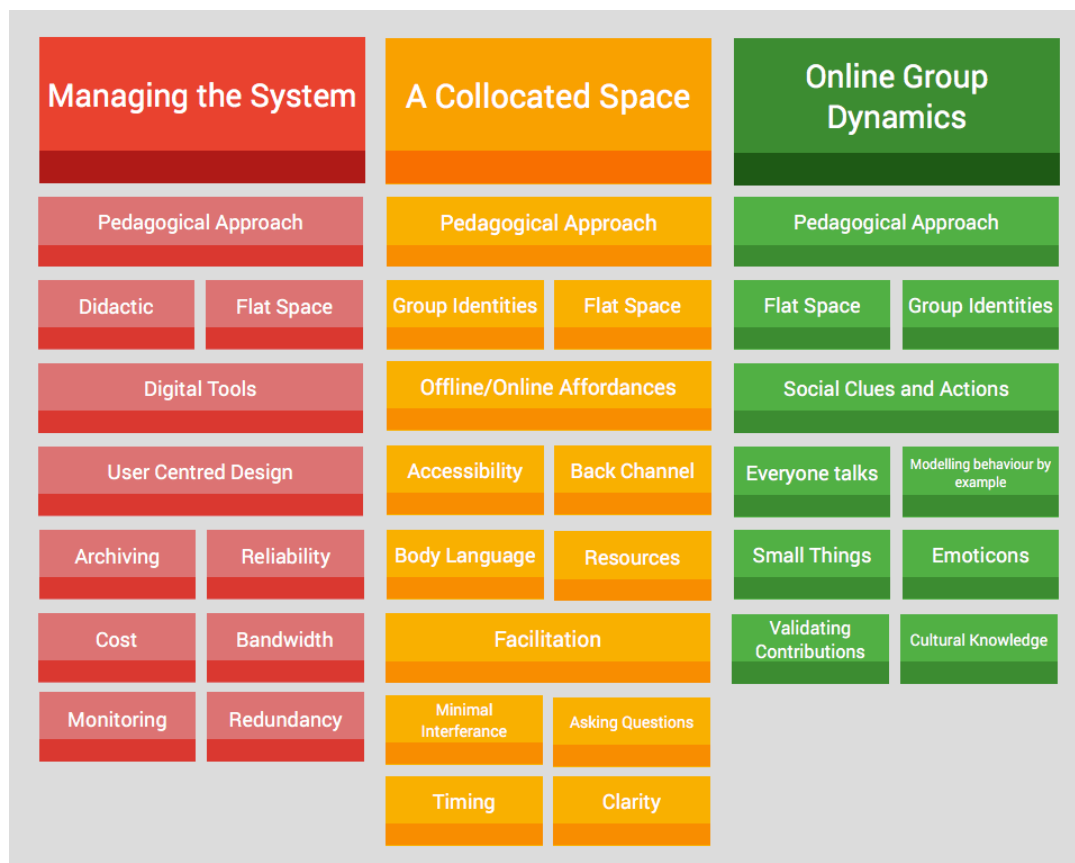 Managing the System
Pedagogical Approach
Didactic
Flat Space
Digital Tools
User Centred Design
Archiving
Reliability
Cost
Bandwidth
Monitoring
Redundancy
A Collocated Space
Pedagogical Approach
Group Identities
Flat Space
Offline/Online Affordances
Accessibility
Back Channel
Body Language
Resources
Facilitation
Minimal
Interferance
Asking Questions
Timing
Clarity
Online Group
Dynamics
Pedagogical Approach
Flat Space
Group Identities
Social Clues and Actions
Everyone talks
Modelling behaviour by
example
Small Things
Emoticons
Validating
Contributions
Cultural Knowledge